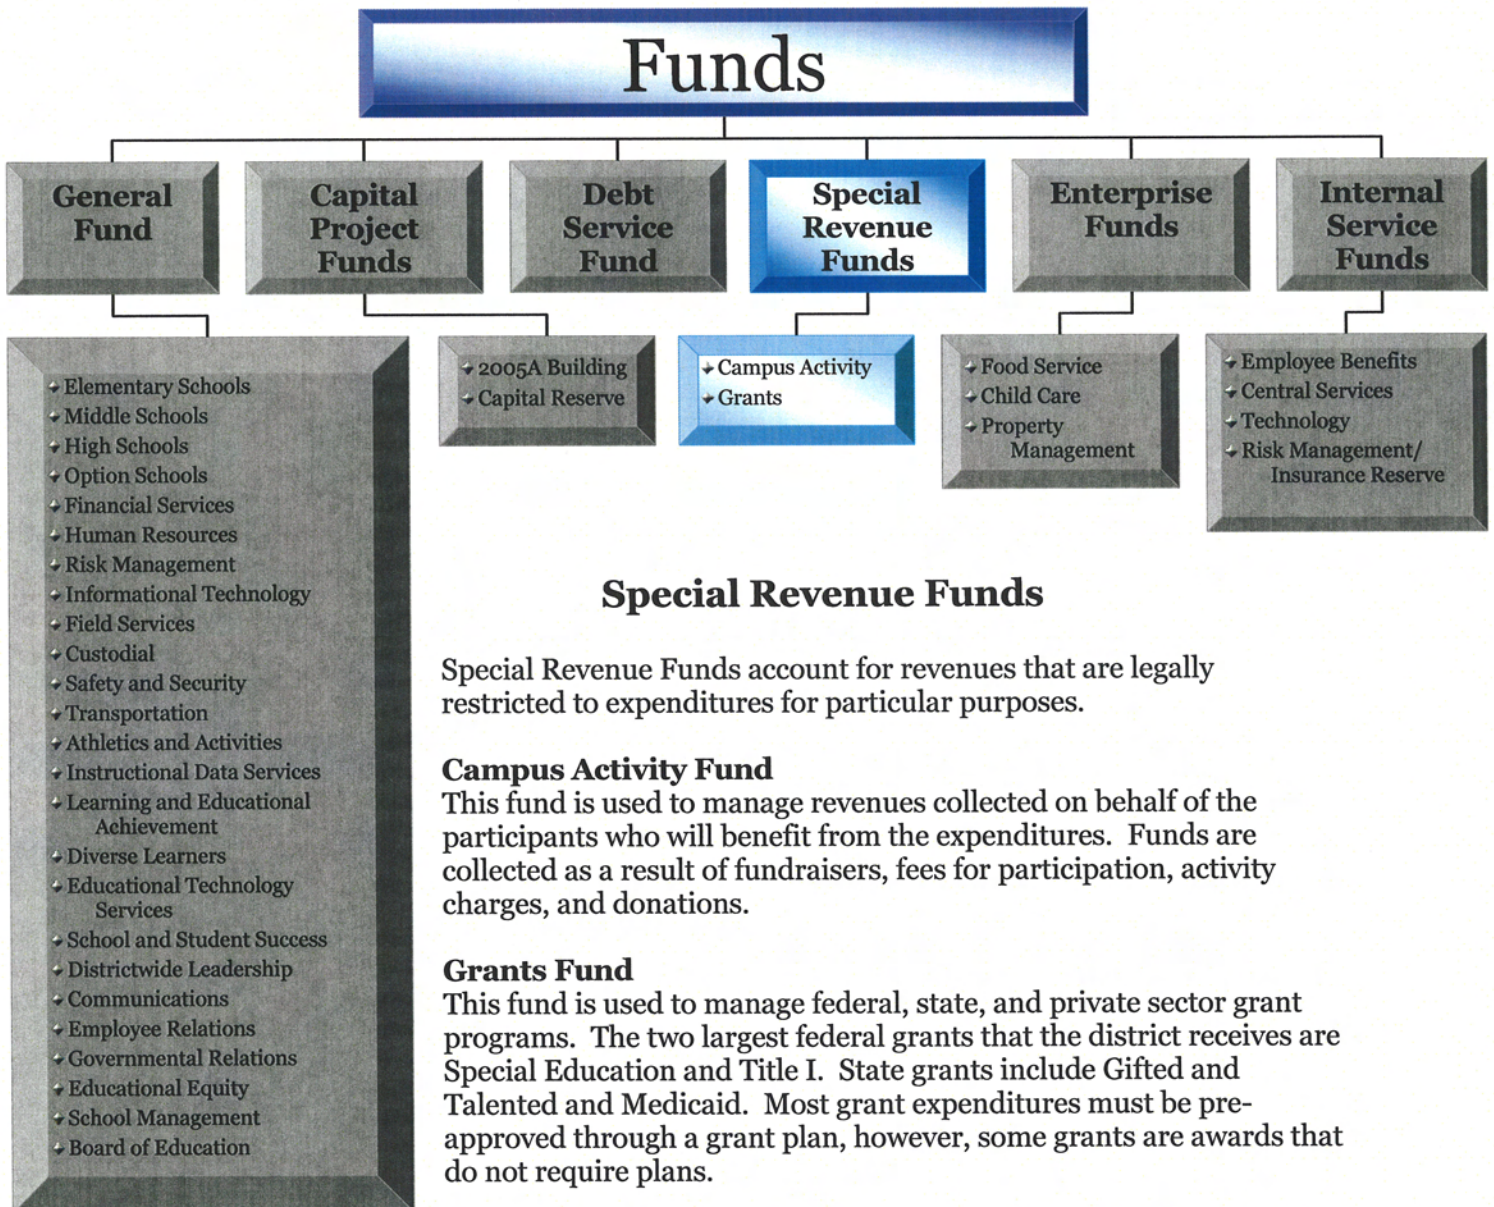 Funds
General
Fund
Capital
Project
Funds
Debt
Service
Fund
Special
Revenue
Funds
Enterprise
Funds
Internal
Service
Funds
Elementary Schools
Middle Schools
High Schools
Option Schools
Financial Services
Human Resources
Risk Management
Informational Technology
Field Services
Custodial
Safety and Security
Transportation
Athletics and Activities
Instructional Data Services
Learning and Educational
Achievement
Diverse Learners
Educational Technology
Services
School and Student Success
Districtwide Leadership
Communications
Employee Relations
Governmental Relations
Educational Equity
School Management
Board of Education
2005A Building
Capital Reserve
Campus Activity
Grants
Food Service
Child Care
Property
Management
Employee Benefits
Central Services
Technology
Risk Management/
Insurance Reserve
Special Revenue Funds
Special Revenue Funds account for revenues that are legally
restricted to expenditures for particular purposes.
Campus Activity Fund
This fund is used to manage revenues collected on behalf of the
participants who will benefit from the expenditures.  Funds are
collected as a result of fundraisers, fees for participation, activity
charges, and donations.
Grants Fund
This fund is used to manage federal, state, and private sector grant
programs.  The two largest federal grants that the district receives are
Special Education and Title I.  State grants include Gifted and
Talented and Medicaid.  Most grant expenditures must be pre-
approved through a grant plan, however, some grants are awards that
do not require plans.